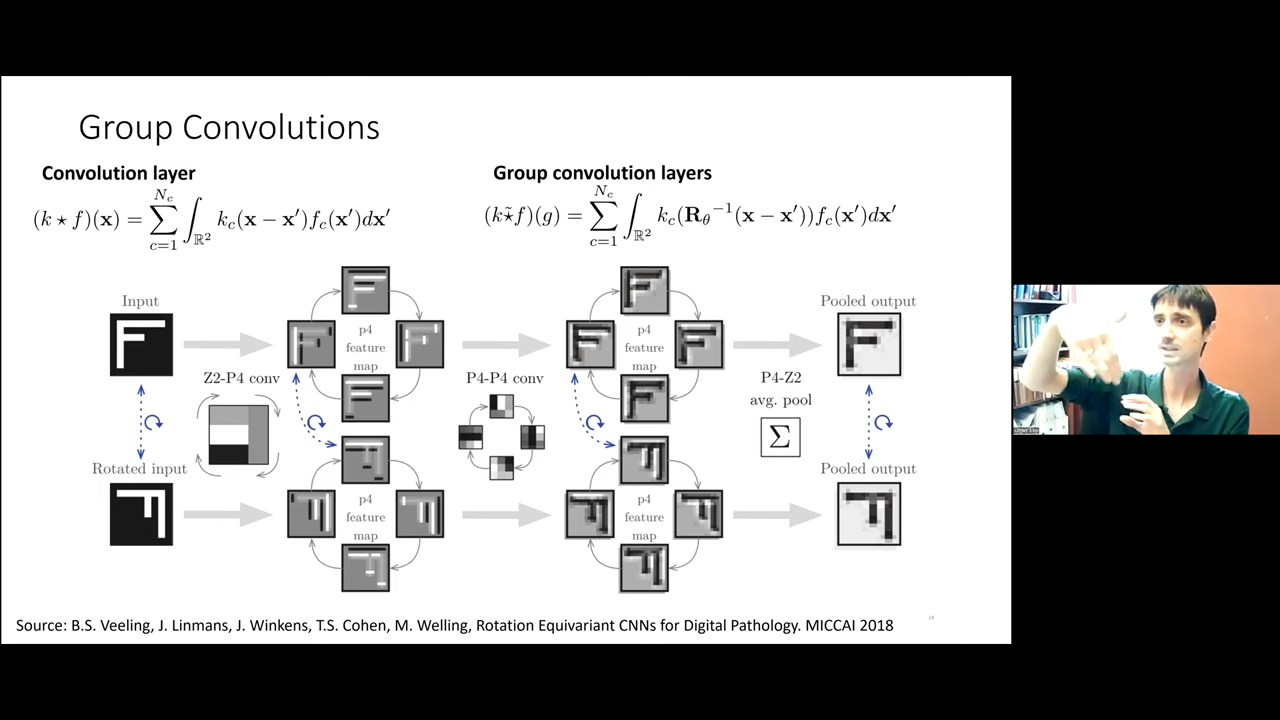 Group Convolutions
Convolution layer
Group convolution layers
(k ⋆ f)(x) = ∑_{c=1}^{N_c} ∫_{ℝ²} k_c(x − x′)f_c(x′)dx′
(k ⋆̃ f)(g) = ∑_{c=1}^{N_c} ∫_{ℝ²} k_c(R_θ⁻¹(x − x′))f_c(x′)dx′
Input
Pooled output
p4
feature
map
p4
feature
map
Z2-P4 conv
P4-P4 conv
P4-Z2
avg. pool
Σ
Rotated input
Pooled output
p4
feature
map
p4
feature
map
Source: B.S. Veeling, J. Linmans, J. Winkens, T.S. Cohen, M. Welling, Rotation Equivariant CNNs for Digital Pathology. MICCAI 2018